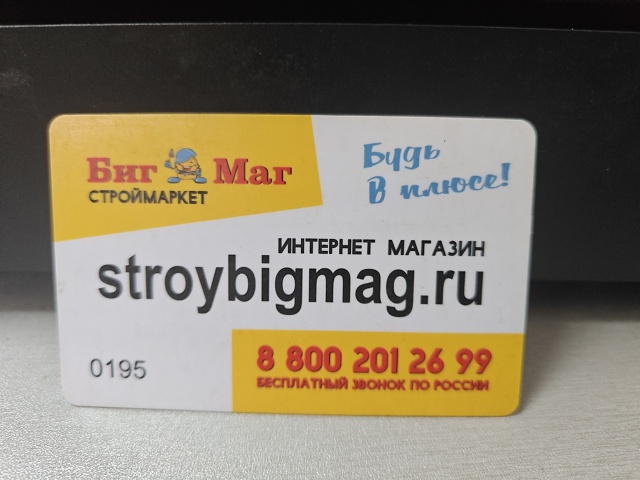 Биг Маг
СТРОЙМАРКЕТ
Будь
В плюсе!
ИНТЕРНЕТ МАГАЗИН
stroybigmag.ru
0195
8 800 201 26 99
БЕСПЛАТНЫЙ ЗВОНОК ПО РОССИИ